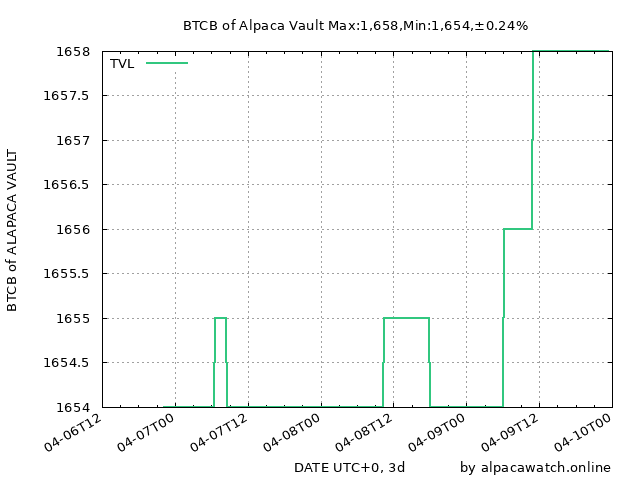 BTCB of Alpaca Vault Max:1,658,Min:1,654,±0.24%
TVL
BTCB of ALAPACA VAULT
1658
1657.5
1657
1656.5
1656
1655.5
1655
1654.5
1654
04-06T12
04-07T00
04-07T12
04-08T00
04-08T12
04-09T00
04-09T12
04-10T00
DATE UTC+0, 3d
by alpacawatch.online